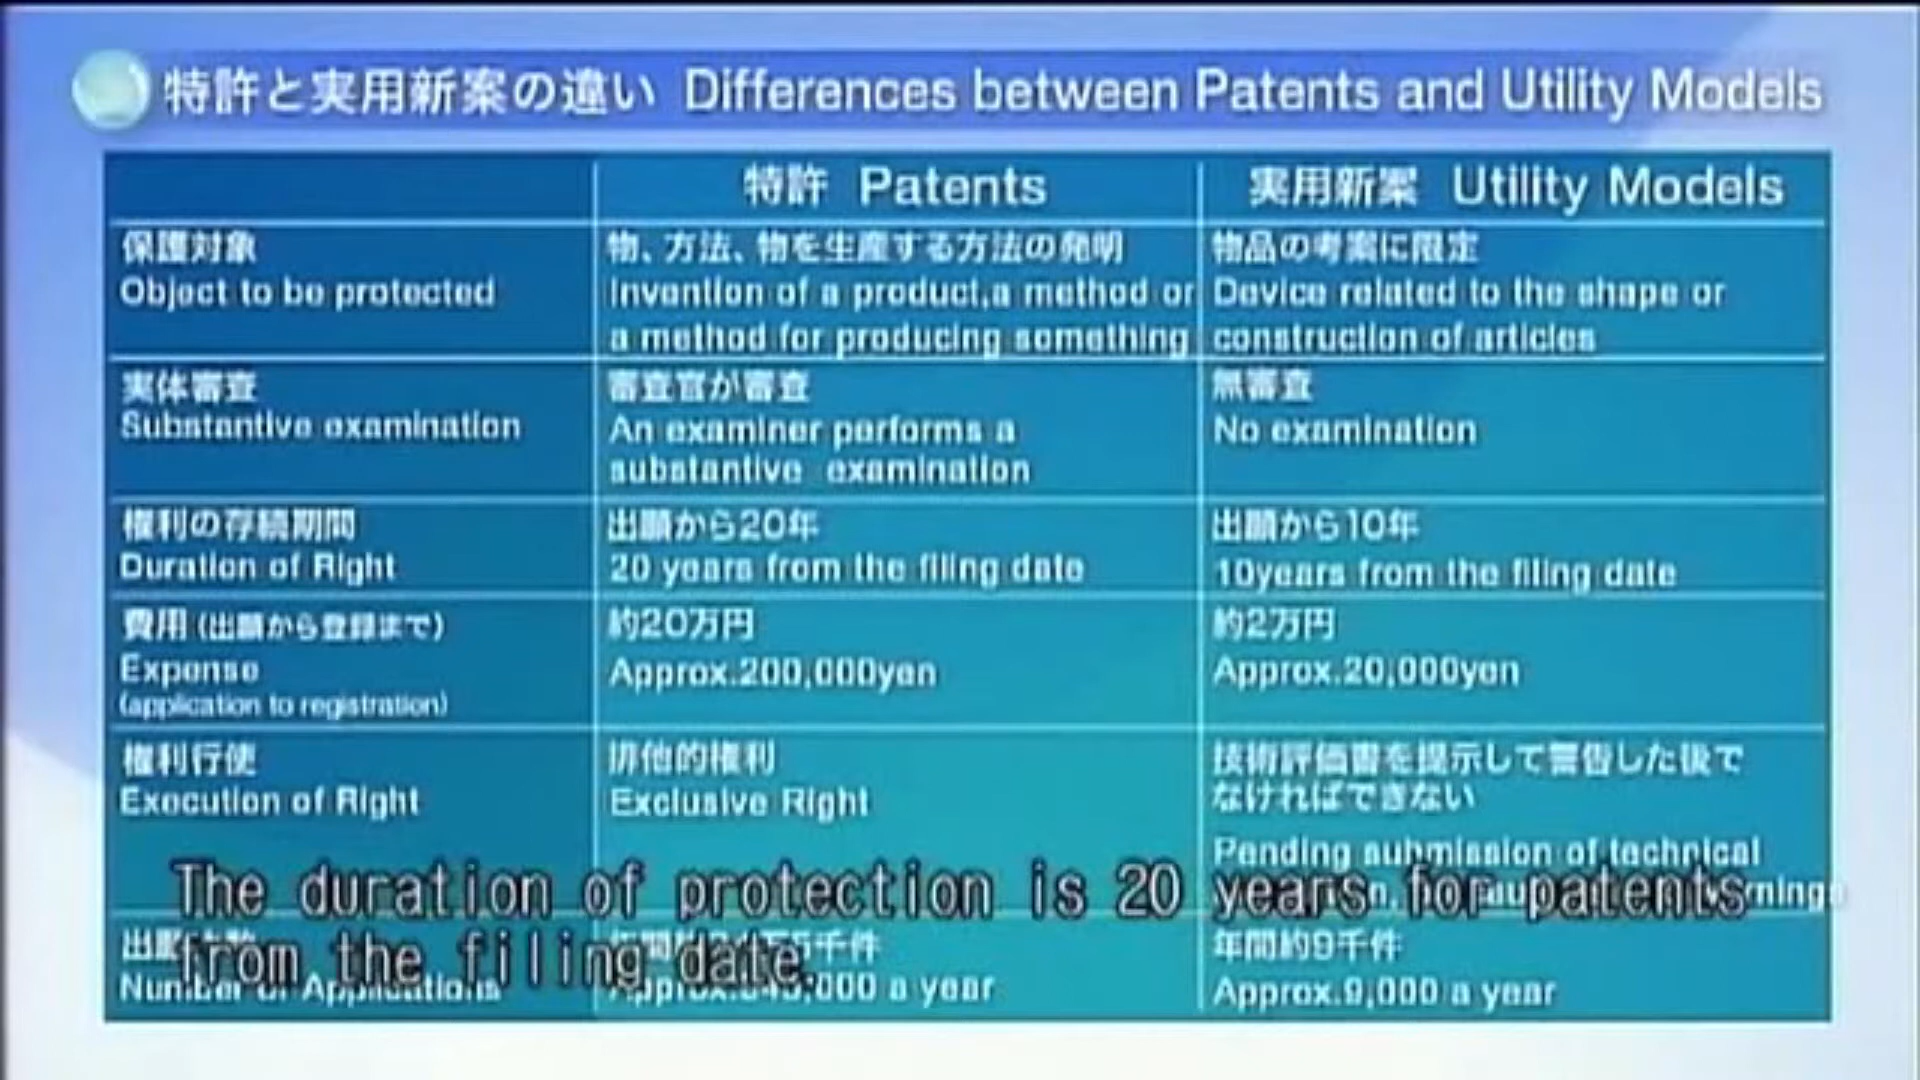 特許と実用新案の違い Differences between Patents and Utility Models
特許 Patents
実用新案 Utility Models
保護対象
Object to be protected
物、方法、物を生産する方法の発明
Invention of a product,a method or
a method for producing something
物品の考案に限定
Device related to the shape or
construction of articles
実体審査
Substantive examination
審査官が審査
An examiner performs a
substantive examination
無審査
No examination
権利の存続期間
Duration of Right
出願から20年
20 years from the filing date
出願から10年
10years from the filing date
費用(出願から登録まで)
Expense
(application to registration)
約20万円
Approx.200,000yen
約2万円
Approx.20,000yen
権利行使
Execution of Right
排他的権利
Exclusive Right
技術評価書を提示して警告した後で
なければできない
Pending submission of technical
Number of Applications
a year
年間約9千件
Approx.9,000 a year
The duration of protection is 20 years for patents
from the filing date.